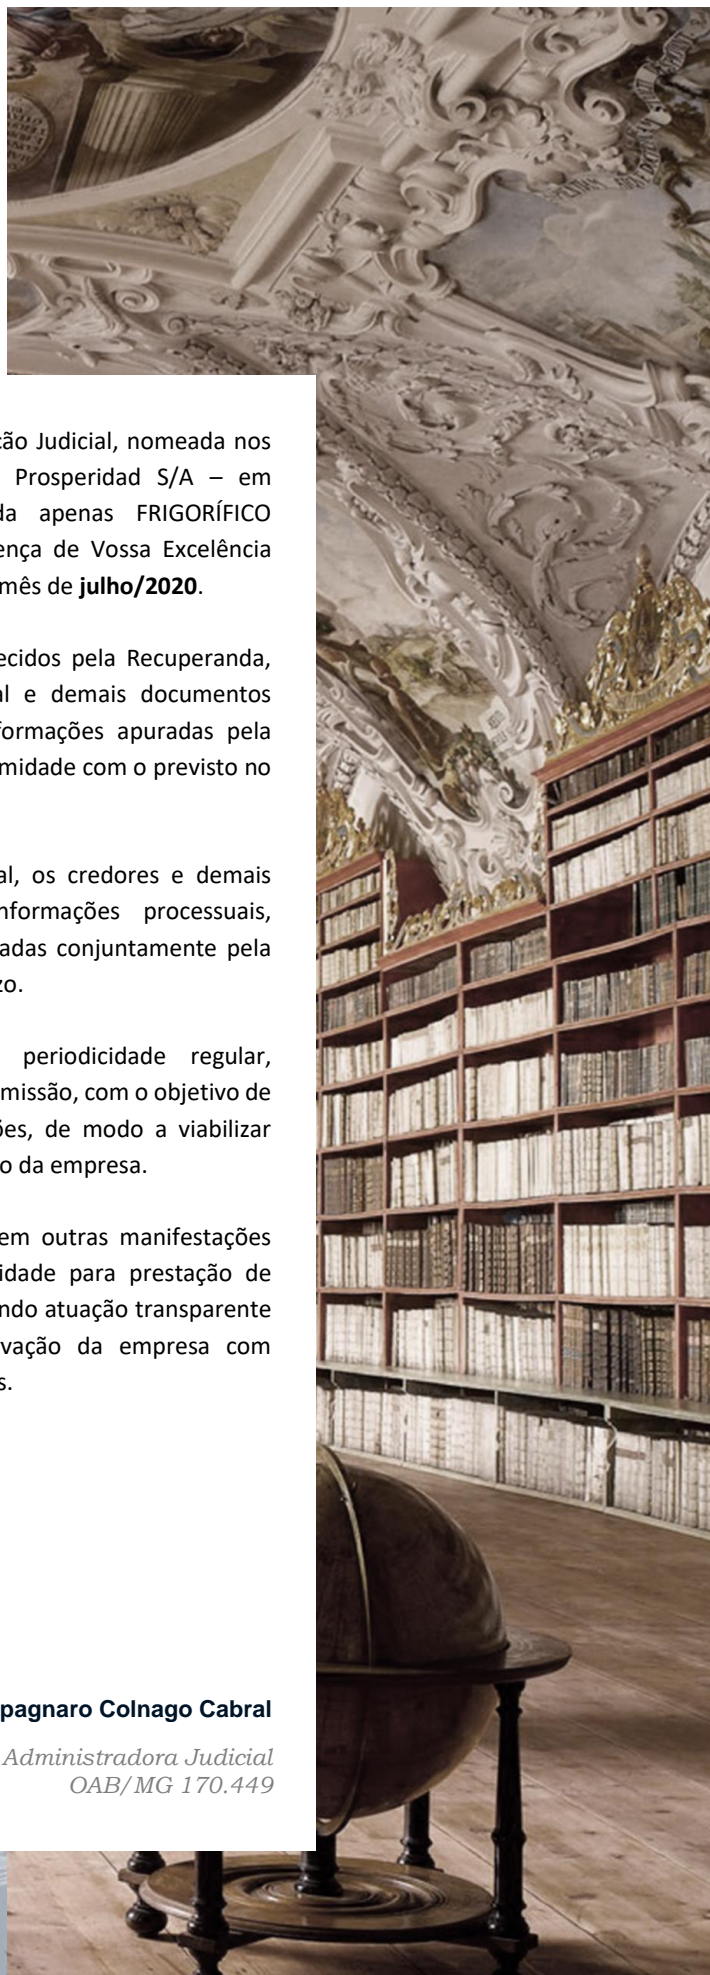 ção Judicial, nomeada nos
Prosperidad S/A – em
da apenas FRIGORÍFICO
ença de Vossa Excelência
mês de julho/2020.
ecidos pela Recuperanda,
al e demais documentos
formações apuradas pela
midade com o previsto no
al, os credores e demais
nformações processuais,
adas conjuntamente pela
zo.
periodicidade regular,
missão, com o objetivo de
ões, de modo a viabilizar
o da empresa.
em outras manifestações
idade para prestação de
ndo atuação transparente
vação da empresa com
s.
pagnaro Colnago Cabral
Administradora Judicial
OAB/MG 170.449